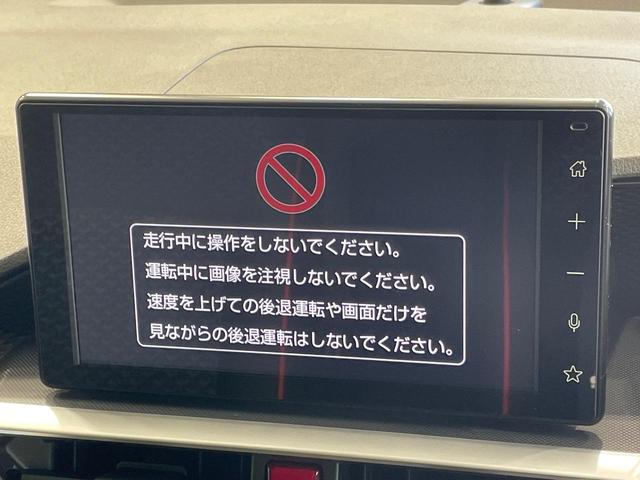 走行中に操作をしないでください。
運転中に画像を注視しないでください。
速度を上げての後退運転や画面だけを
見ながらの後退運転はしないでください。